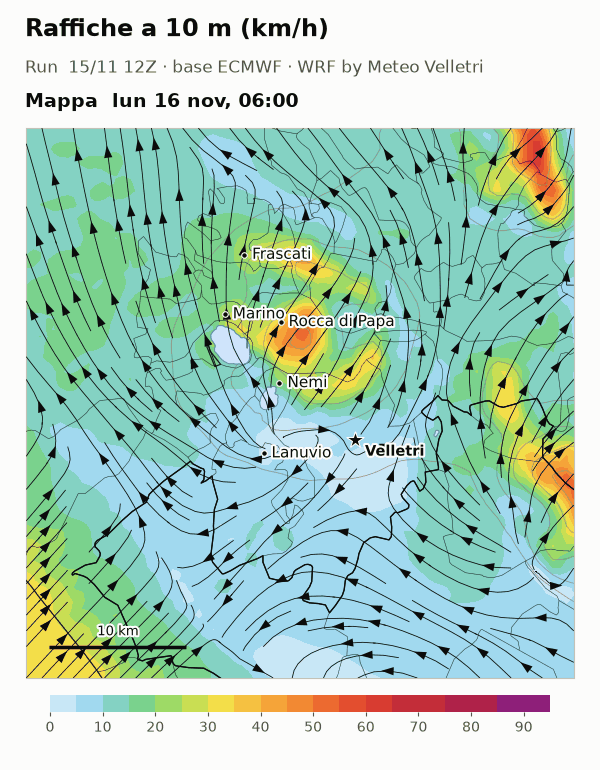 Raffiche a 10 m (km/h)
Run  15/11 12Z · base ECMWF · WRF by Meteo Velletri
Mappa  lun 16 nov, 06:00
Frascati
Marino
Rocca di Papa
Nemi
Velletri
Lanuvio
10 km
0 10 20 30 40 50 60 70 80 90